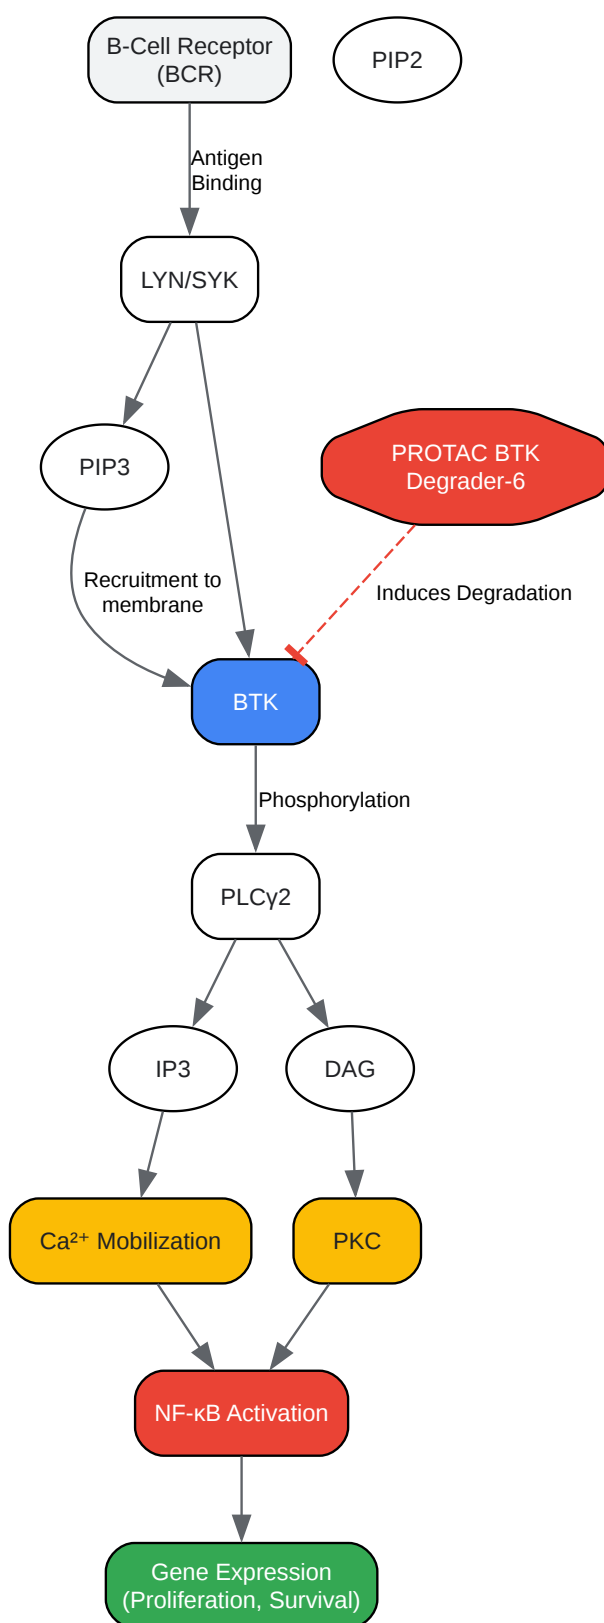 B-Cell Receptor
(BCR)
PIP2
Antigen
Binding
LYN/SYK
PIP3
PROTAC BTK
Degrader-6
Recruitment to
membrane
Induces Degradation
BTK
Phosphorylation
PLCγ2
IP3
DAG
Ca²⁺ Mobilization
PKC
NF-κB Activation
Gene Expression
(Proliferation, Survival)